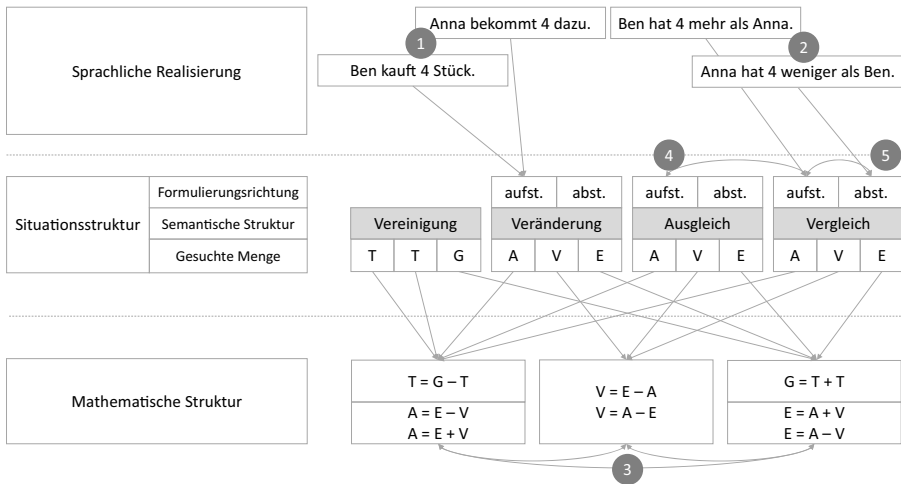 Anna bekommt 4 dazu.
Ben hat 4 mehr als Anna.
1
2
Sprachliche Realisierung
Ben kauft 4 Stück.
Anna hat 4 weniger als Ben.
4
5
Formulierungsrichtung
aufst.
abst.
aufst.
abst.
aufst.
abst.
Situationsstruktur
Semantische Struktur
Vereinigung
Veränderung
Ausgleich
Vergleich
Gesuchte Menge
T
T
G
A
V
E
A
V
E
A
V
E
Mathematische Struktur
T = G – T
A = E – V
A = E + V
V = E – A
V = A – E
G = T + T
E = A + V
E = A – V
3